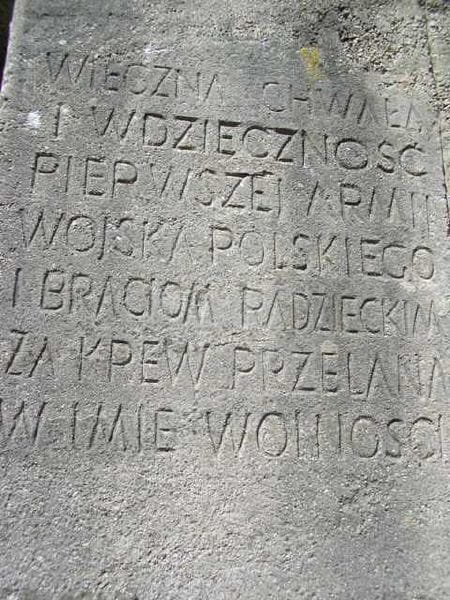 WIECZNA CHWAŁA
I WDZIĘCZNOŚĆ
PIERWSZEJ ARMII
WOJSKA POLSKIEGO
I BRACIOM RADZIECKIM
ZA KREW PRZELANĄ
W IMIĘ WOLNOŚCI